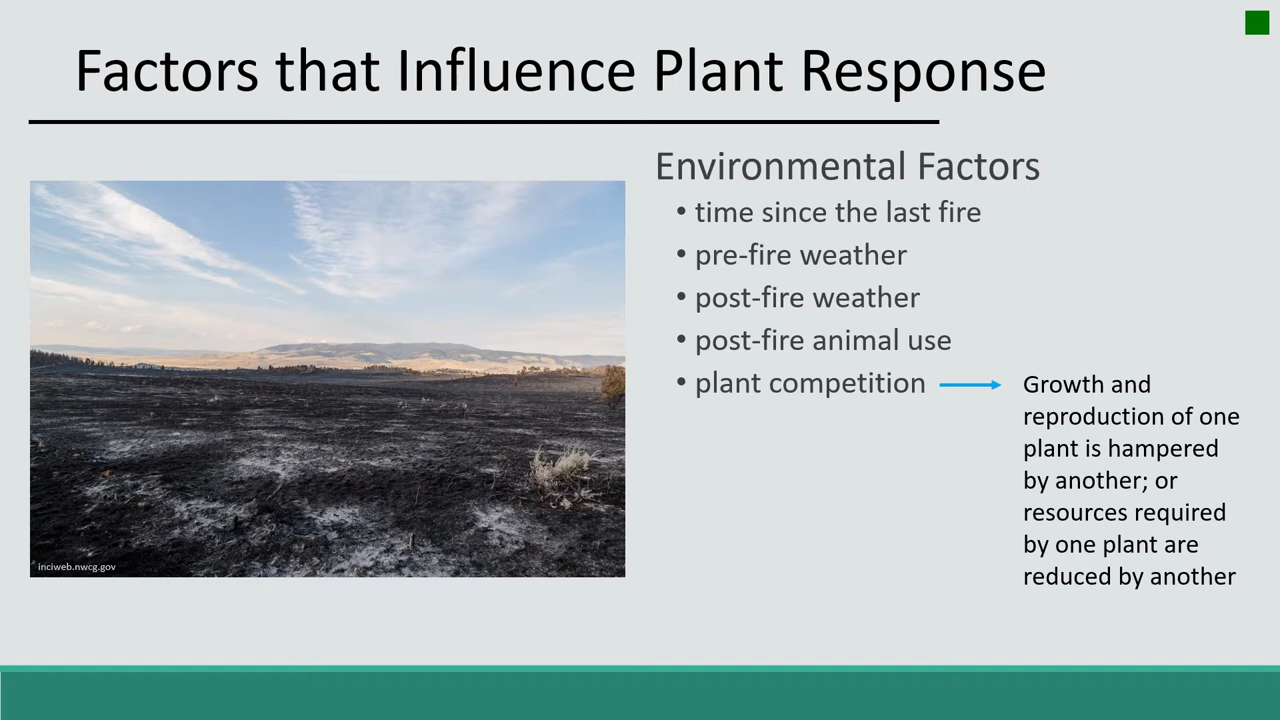 Factors that Influence Plant Response
Environmental Factors
• time since the last fire
• pre-fire weather
• post-fire weather
• post-fire animal use
• plant competition
Growth and
reproduction of one
plant is hampered
by another; or
resources required
by one plant are
reduced by another
inciweb.nwcg.gov